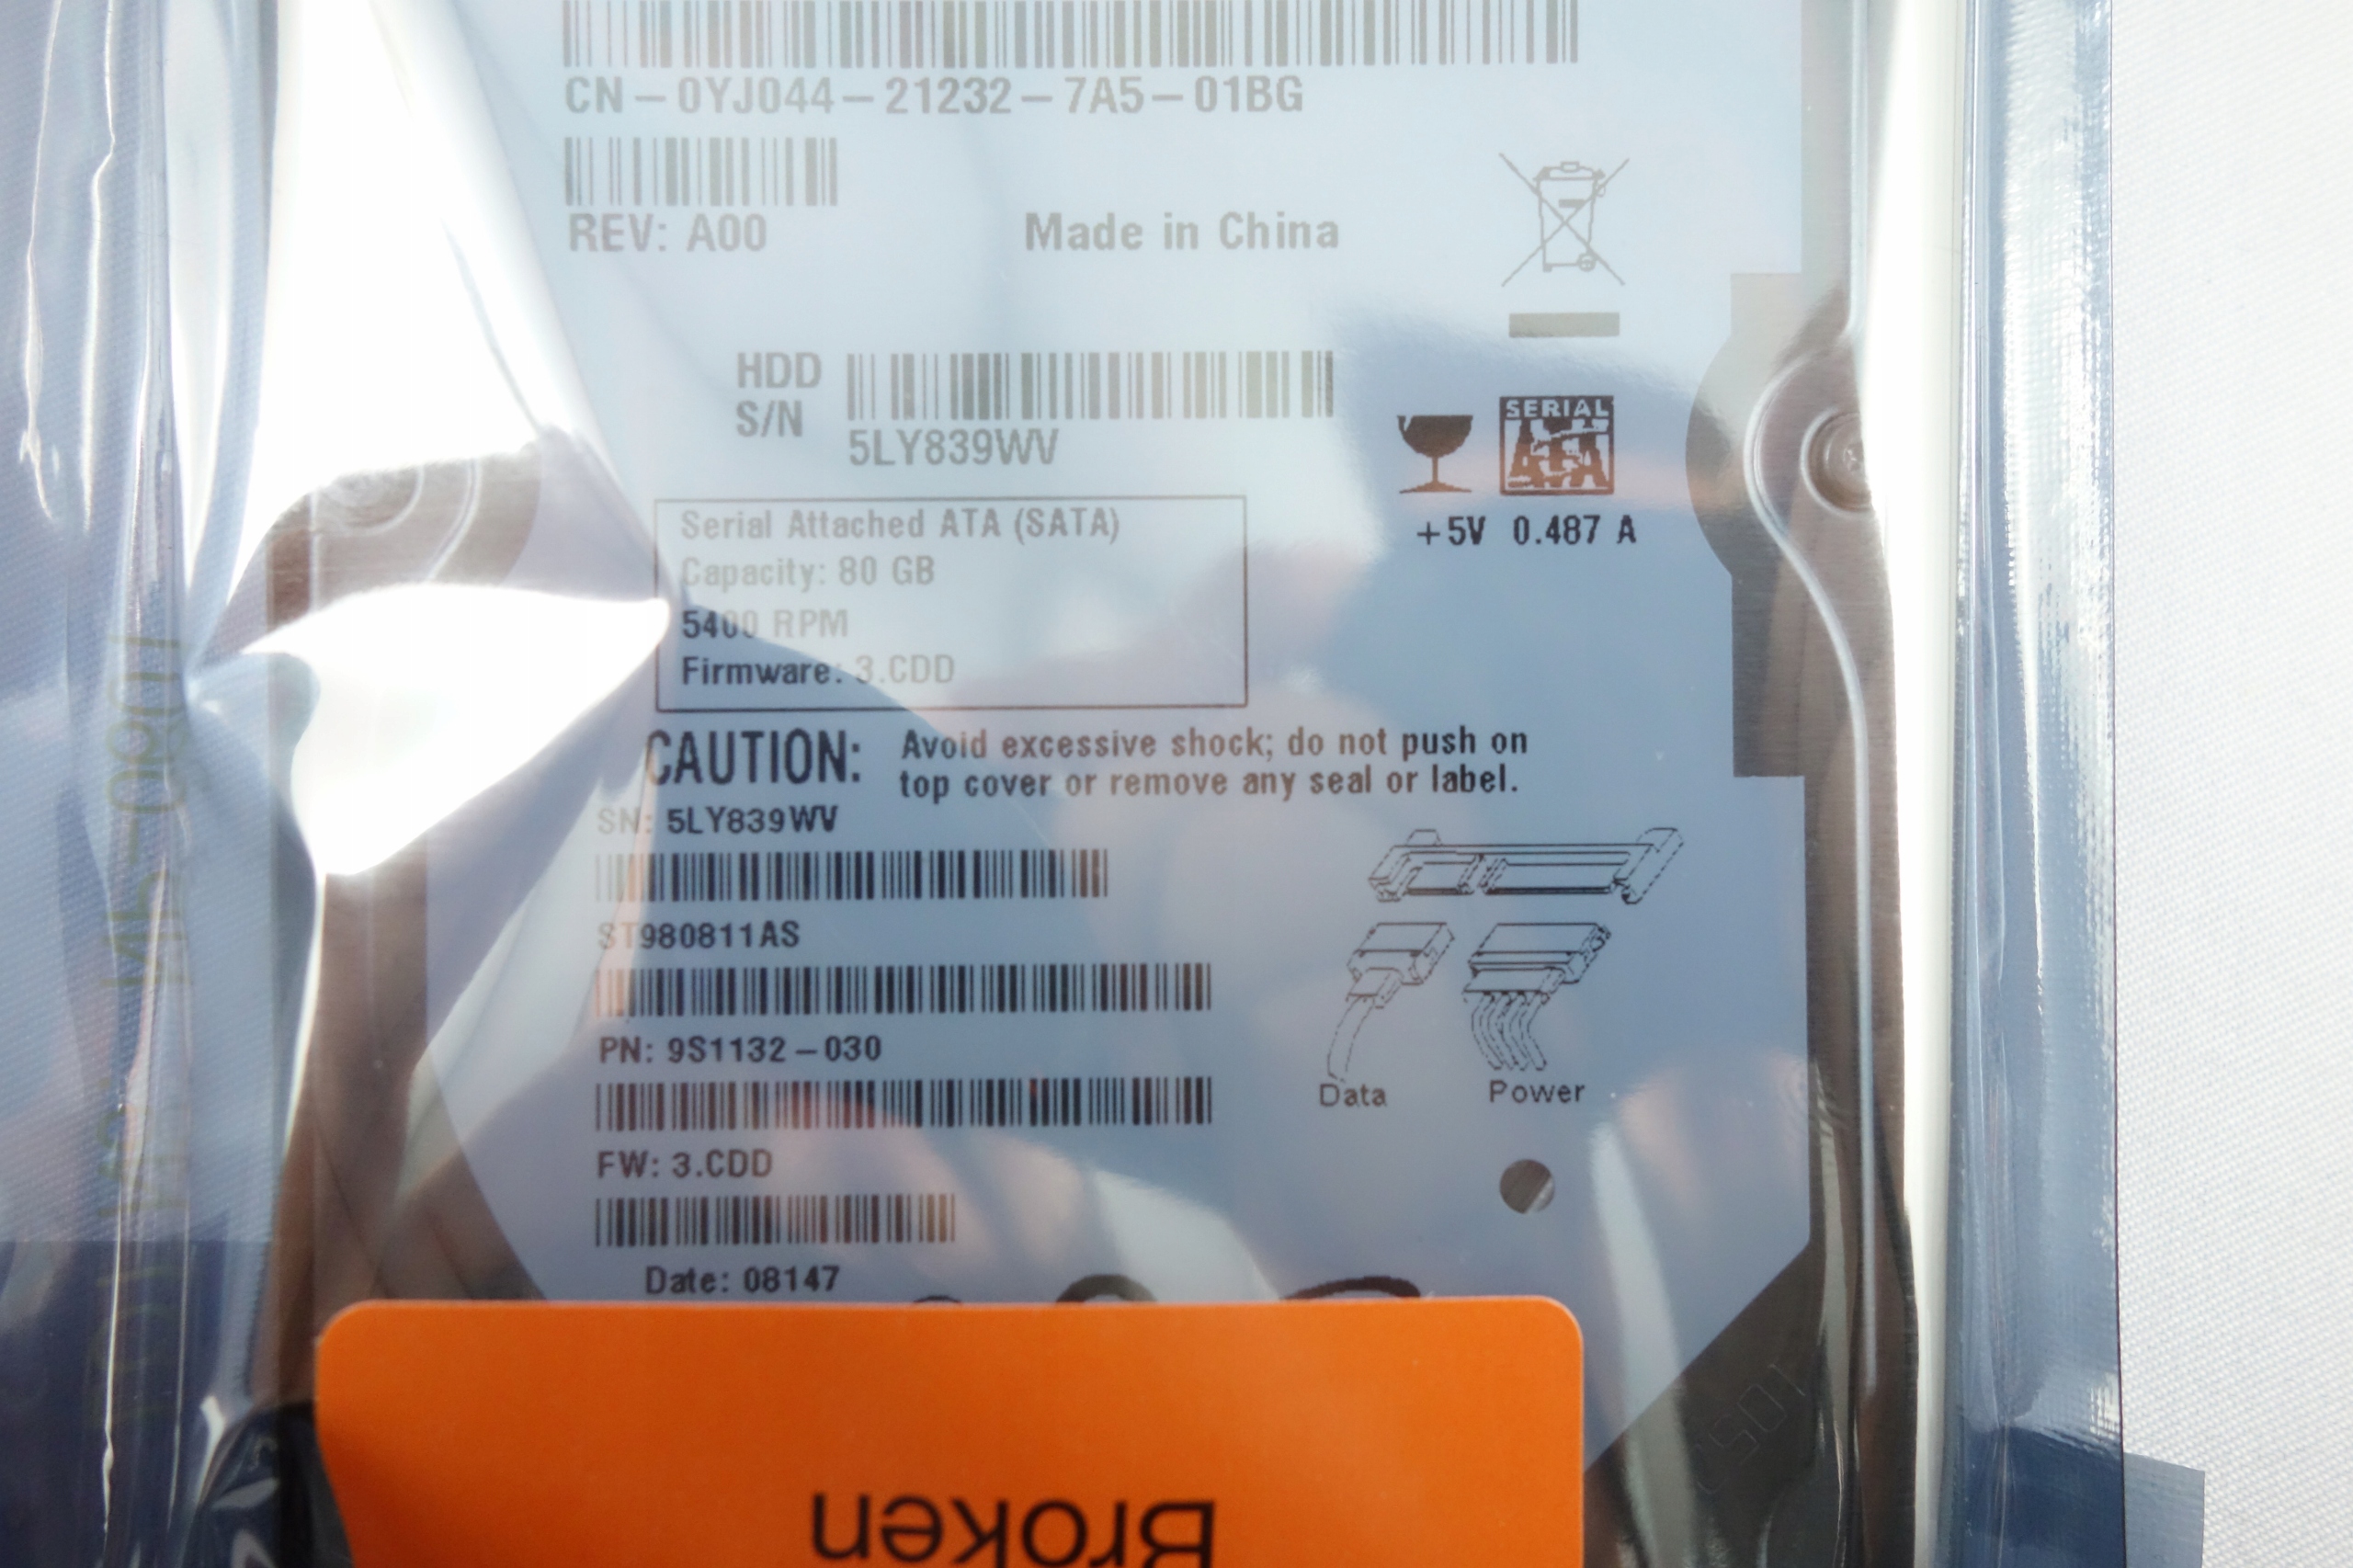 CN-0YJ044-21232-7A5-01BG
REV: A00
Made in China
HDD
S/N
5LY839WV
SERIAL
ATA
+5V 0.487 A
Serial Attached ATA (SATA)
Capacity: 80 GB
5400 RPM
Firmware: 3.CDD
CAUTION: Avoid excessive shock; do not push on
top cover or remove any seal or label.
SN: 5LY839WV
ST980811AS
PN: 9S1132-030
Data
Power
FW: 3.CDD
Date: 08147
Broken